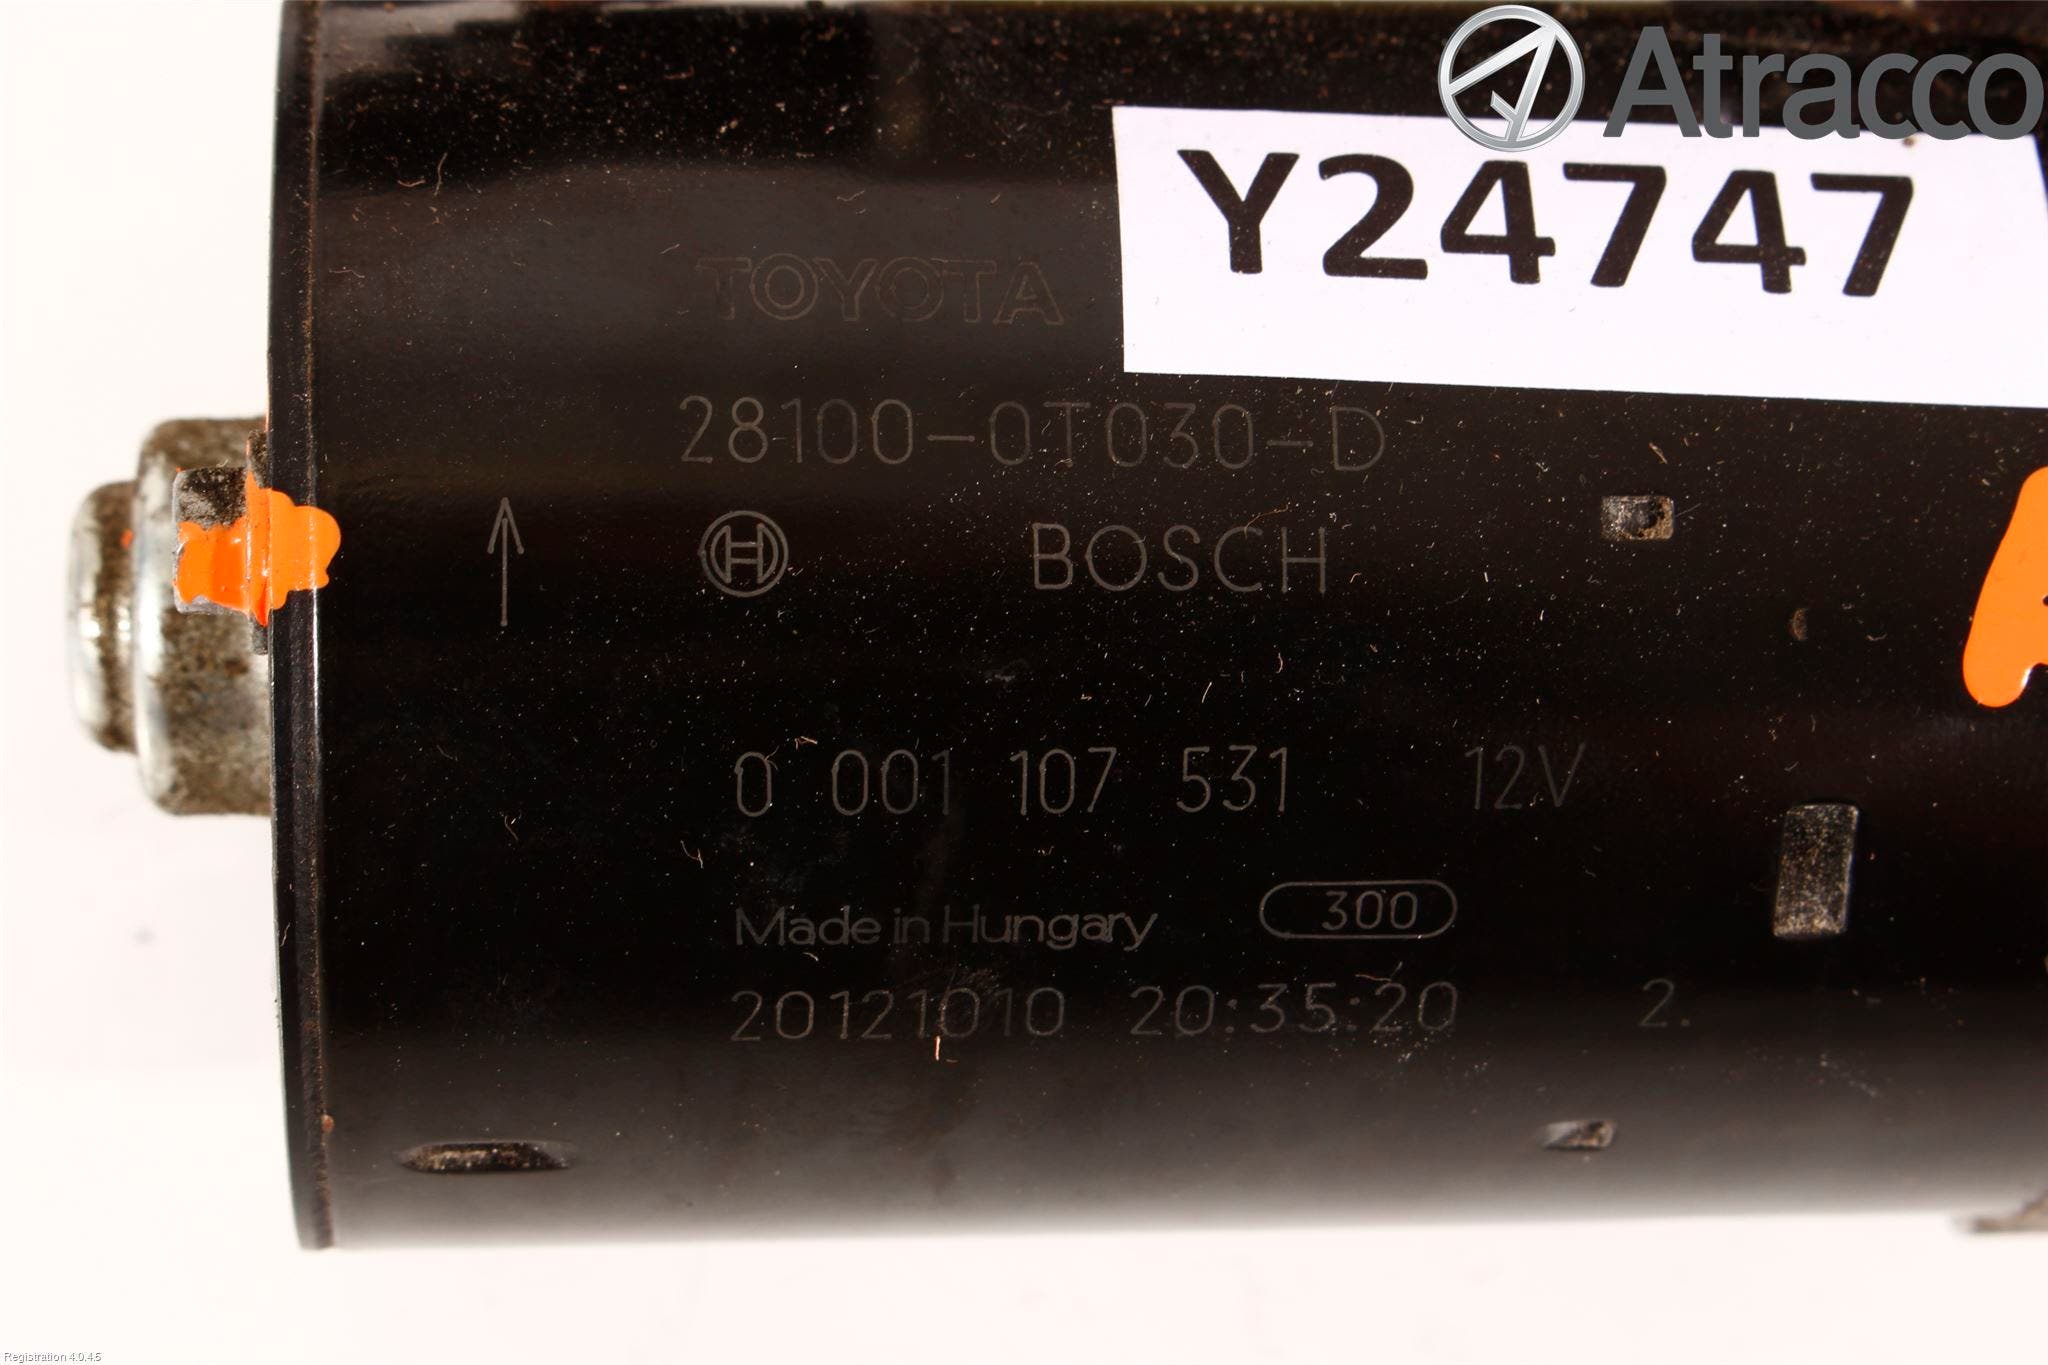 Atracco
Y24747
TOYOTA
28100-0T030-D
BOSCH
0 001 107 531 12V
Made in Hungary 300
20121010 20:35:20 2.
Registration 4.0.4.5